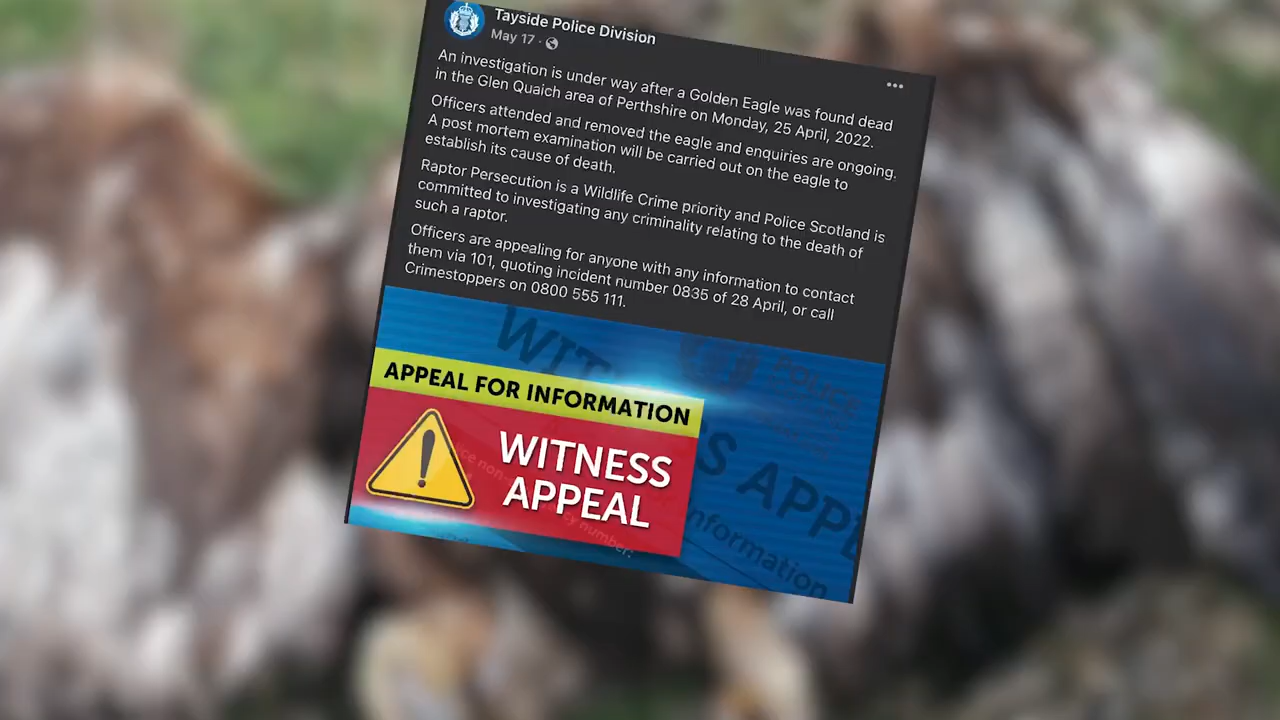 Tayside Police Division
May 17 ·
An investigation is under way after a Golden Eagle was found dead
in the Glen Quaich area of Perthshire on Monday, 25 April, 2022.
Officers attended and removed the eagle and enquiries are ongoing.
A post mortem examination will be carried out on the eagle to
establish its cause of death.
Raptor Persecution is a Wildlife Crime priority and Police Scotland is
committed to investigating any criminality relating to the death of
such a raptor.
Officers are appealing for anyone with any information to contact
them via 101, quoting incident number 0835 of 28 April, or call
Crimestoppers on 0800 555 111.
WIT
POLICE
APPEAL FOR INFORMATION
WITNESS
APPEAL
S APPE
information
number: